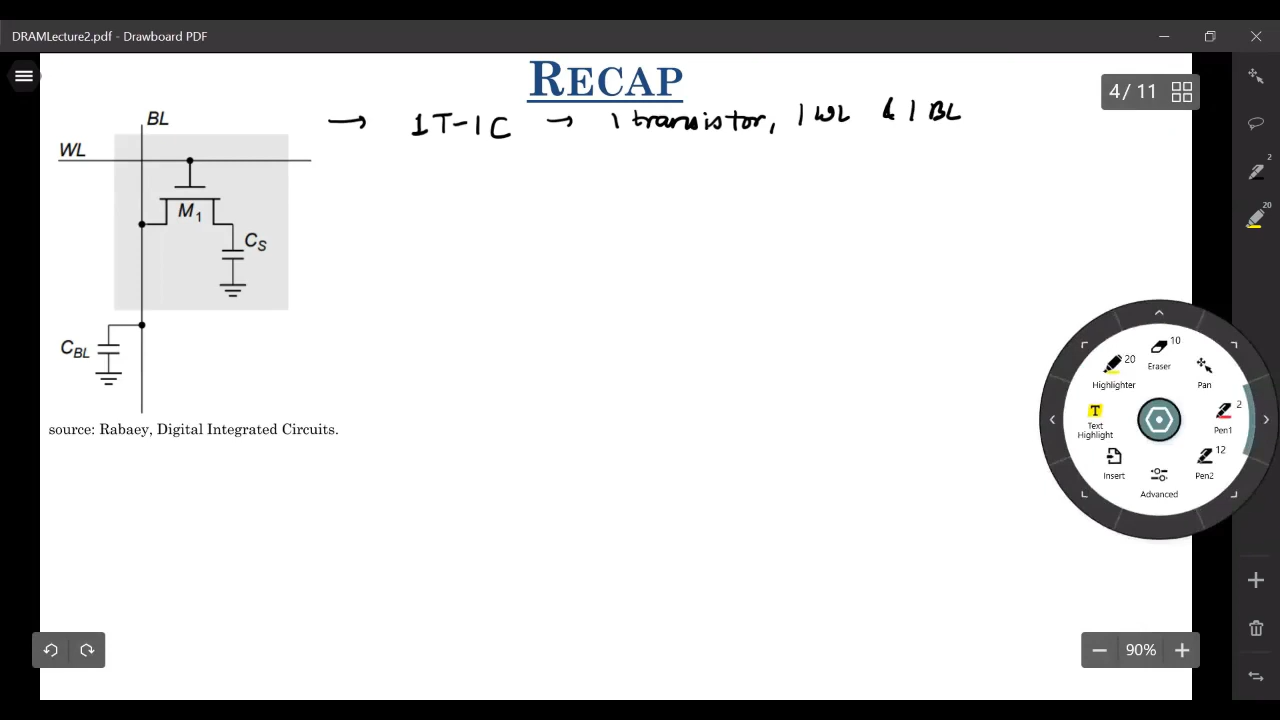 DRAMLecture2.pdf - Drawboard PDF
RECAP
4 / 11
→ 1T-1C → 1 transistor, 1 WL & 1 BL
BL
WL
M1
CS
CBL
source: Rabaey, Digital Integrated Circuits.
2
20
10
Eraser
20
Highlighter
Pan
T
Text
Highlight
2
Pen1
Insert
12
Pen2
Advanced
90%